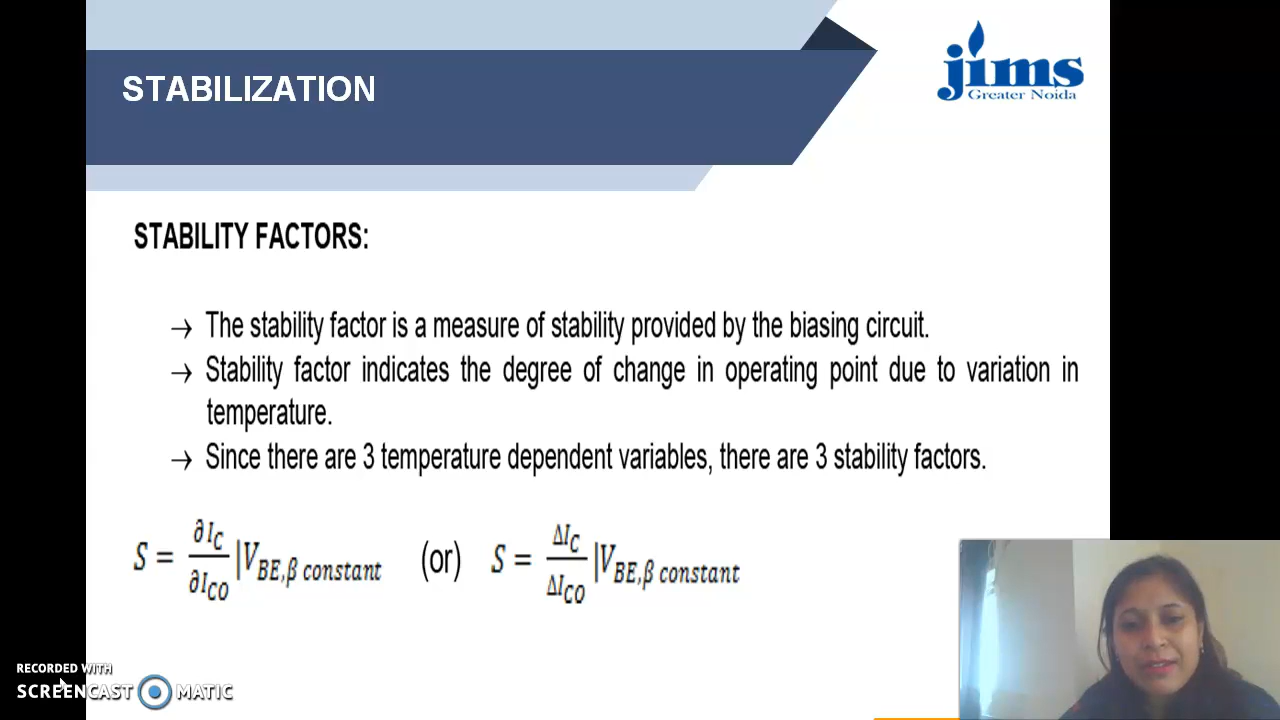 STABILIZATION
jims
Greater Noida
STABILITY FACTORS:
→ The stability factor is a measure of stability provided by the biasing circuit.
→ Stability factor indicates the degree of change in operating point due to variation in
temperature.
→ Since there are 3 temperature dependent variables, there are 3 stability factors.
S = ∂I_C/∂I_CO |V_BE,β constant (or) S = ΔI_C/ΔI_CO |V_BE,β constant
RECORDED WITH
SCREENCAST MATIC